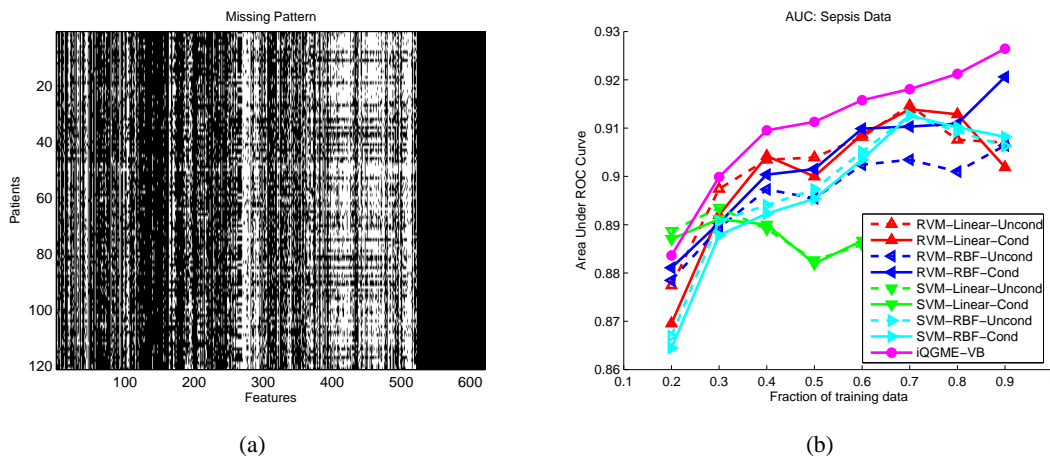 Missing Pattern
Patients
20
40
60
80
100
120
100
200
300
400
500
600
Features
(a)
AUC: Sepsis Data
Area Under ROC Curve
0.93
0.92
0.91
0.9
0.89
0.88
0.87
0.86
0.1
0.2
0.3
0.4
0.5
0.6
0.7
0.8
0.9
Fraction of training data
RVM−Linear−Uncond
RVM−Linear−Cond
RVM−RBF−Uncond
RVM−RBF−Cond
SVM−Linear−Uncond
SVM−Linear−Cond
SVM−RBF−Uncond
SVM−RBF−Cond
iQGME−VB
(b)